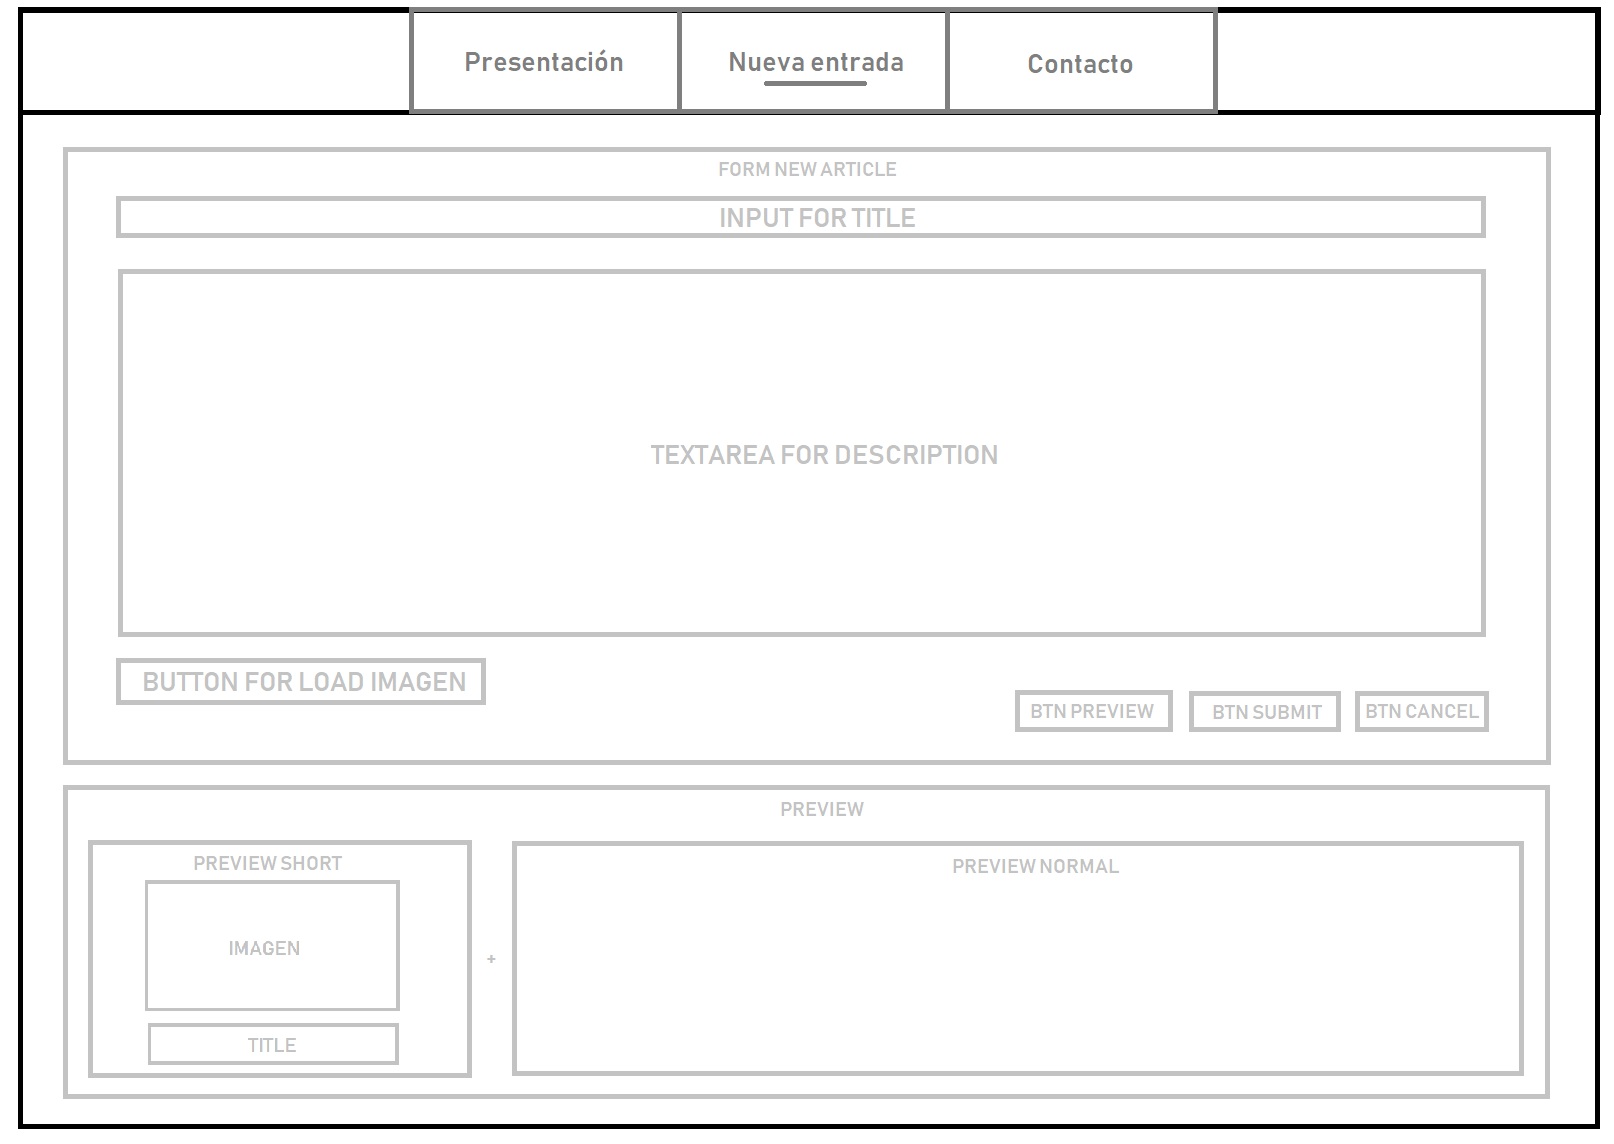 Presentación
Nueva entrada
Contacto
FORM NEW ARTICLE
INPUT FOR TITLE
TEXTAREA FOR DESCRIPTION
BUTTON FOR LOAD IMAGEN
BTN PREVIEW
BTN SUBMIT
BTN CANCEL
PREVIEW
PREVIEW SHORT
IMAGEN
TITLE
+
PREVIEW NORMAL